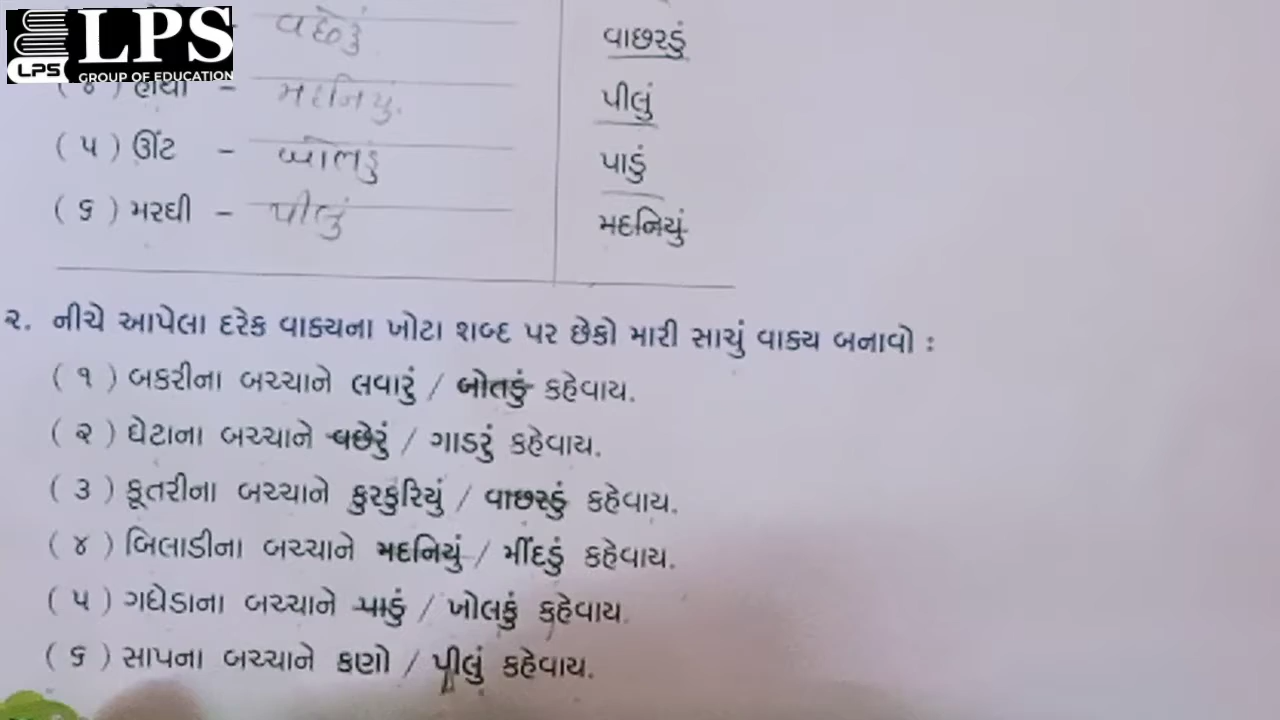 LPS
LPS
GROUP OF EDUCATION
વછેરું
વાછરડું
( ૪ ) હાથી – મદનિયું.
પીલું
( ૫ ) ઊંટ – બોતડું
પાડું
( ૬ ) મરઘી – પીલું
મદનિયું
૨. નીચે આપેલા દરેક વાક્યના ખોટા શબ્દ પર છેકો મારી સાચું વાક્ય બનાવો :
( ૧ ) બકરીના બચ્ચાને લવારું / બોતડું કહેવાય.
( ૨ ) ઘેટાના બચ્ચાને વછેરું / ગાડરું કહેવાય.
( ૩ ) કૂતરીના બચ્ચાને કુરકુરિયું / વાછરડું કહેવાય.
( ૪ ) બિલાડીના બચ્ચાને મદનિયું / મીંદડું કહેવાય.
( ૫ ) ગધેડાના બચ્ચાને પાડું / ખોલકું કહેવાય.
( ૬ ) સાપના બચ્ચાને કણો / પીલું કહેવાય.